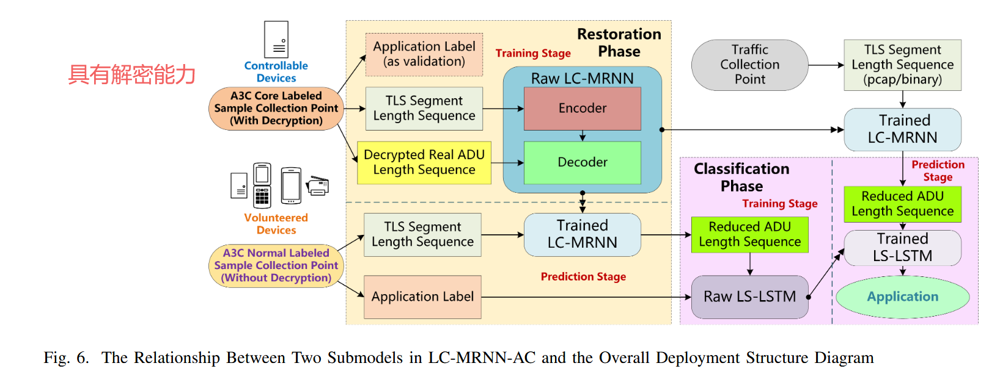 具有解密能力
Controllable
Devices
A3C Core Labeled
Sample Collection Point
(With Decryption)
Volunteered
Devices
A3C Normal Labeled
Sample Collection Point
(Without Decryption)
Restoration
Phase
Application Label
(as validation)
Training Stage
TLS Segment
Length Sequence
Decrypted Real ADU
Length Sequence
Raw LC-MRNN
Encoder
Decoder
TLS Segment
Length Sequence
Trained
LC-MRNN
Prediction Stage
Application Label
Traffic
Collection
Point
TLS Segment
Length Sequence
(pcap/binary)
Trained
LC-MRNN
Classification
Phase
Training Stage
Reduced ADU
Length Sequence
Raw LS-LSTM
Prediction
Stage
Reduced ADU
Length Sequence
Trained
LS-LSTM
Application
Fig. 6. The Relationship Between Two Submodels in LC-MRNN-AC and the Overall Deployment Structure Diagram